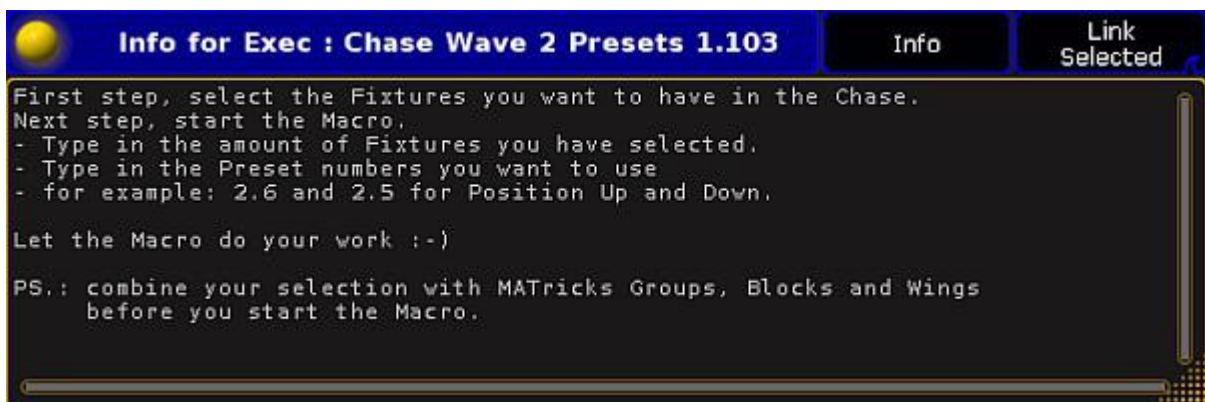 Info for Exec : Chase Wave 2 Presets 1.103
Info
Link
Selected
First step, select the Fixtures you want to have in the Chase.
Next step, start the Macro.
- Type in the amount of Fixtures you have selected.
- Type in the Preset numbers you want to use
- for example: 2.6 and 2.5 for Position Up and Down.
Let the Macro do your work :-)
PS.: combine your selection with MATricks Groups, Blocks and Wings
before you start the Macro.